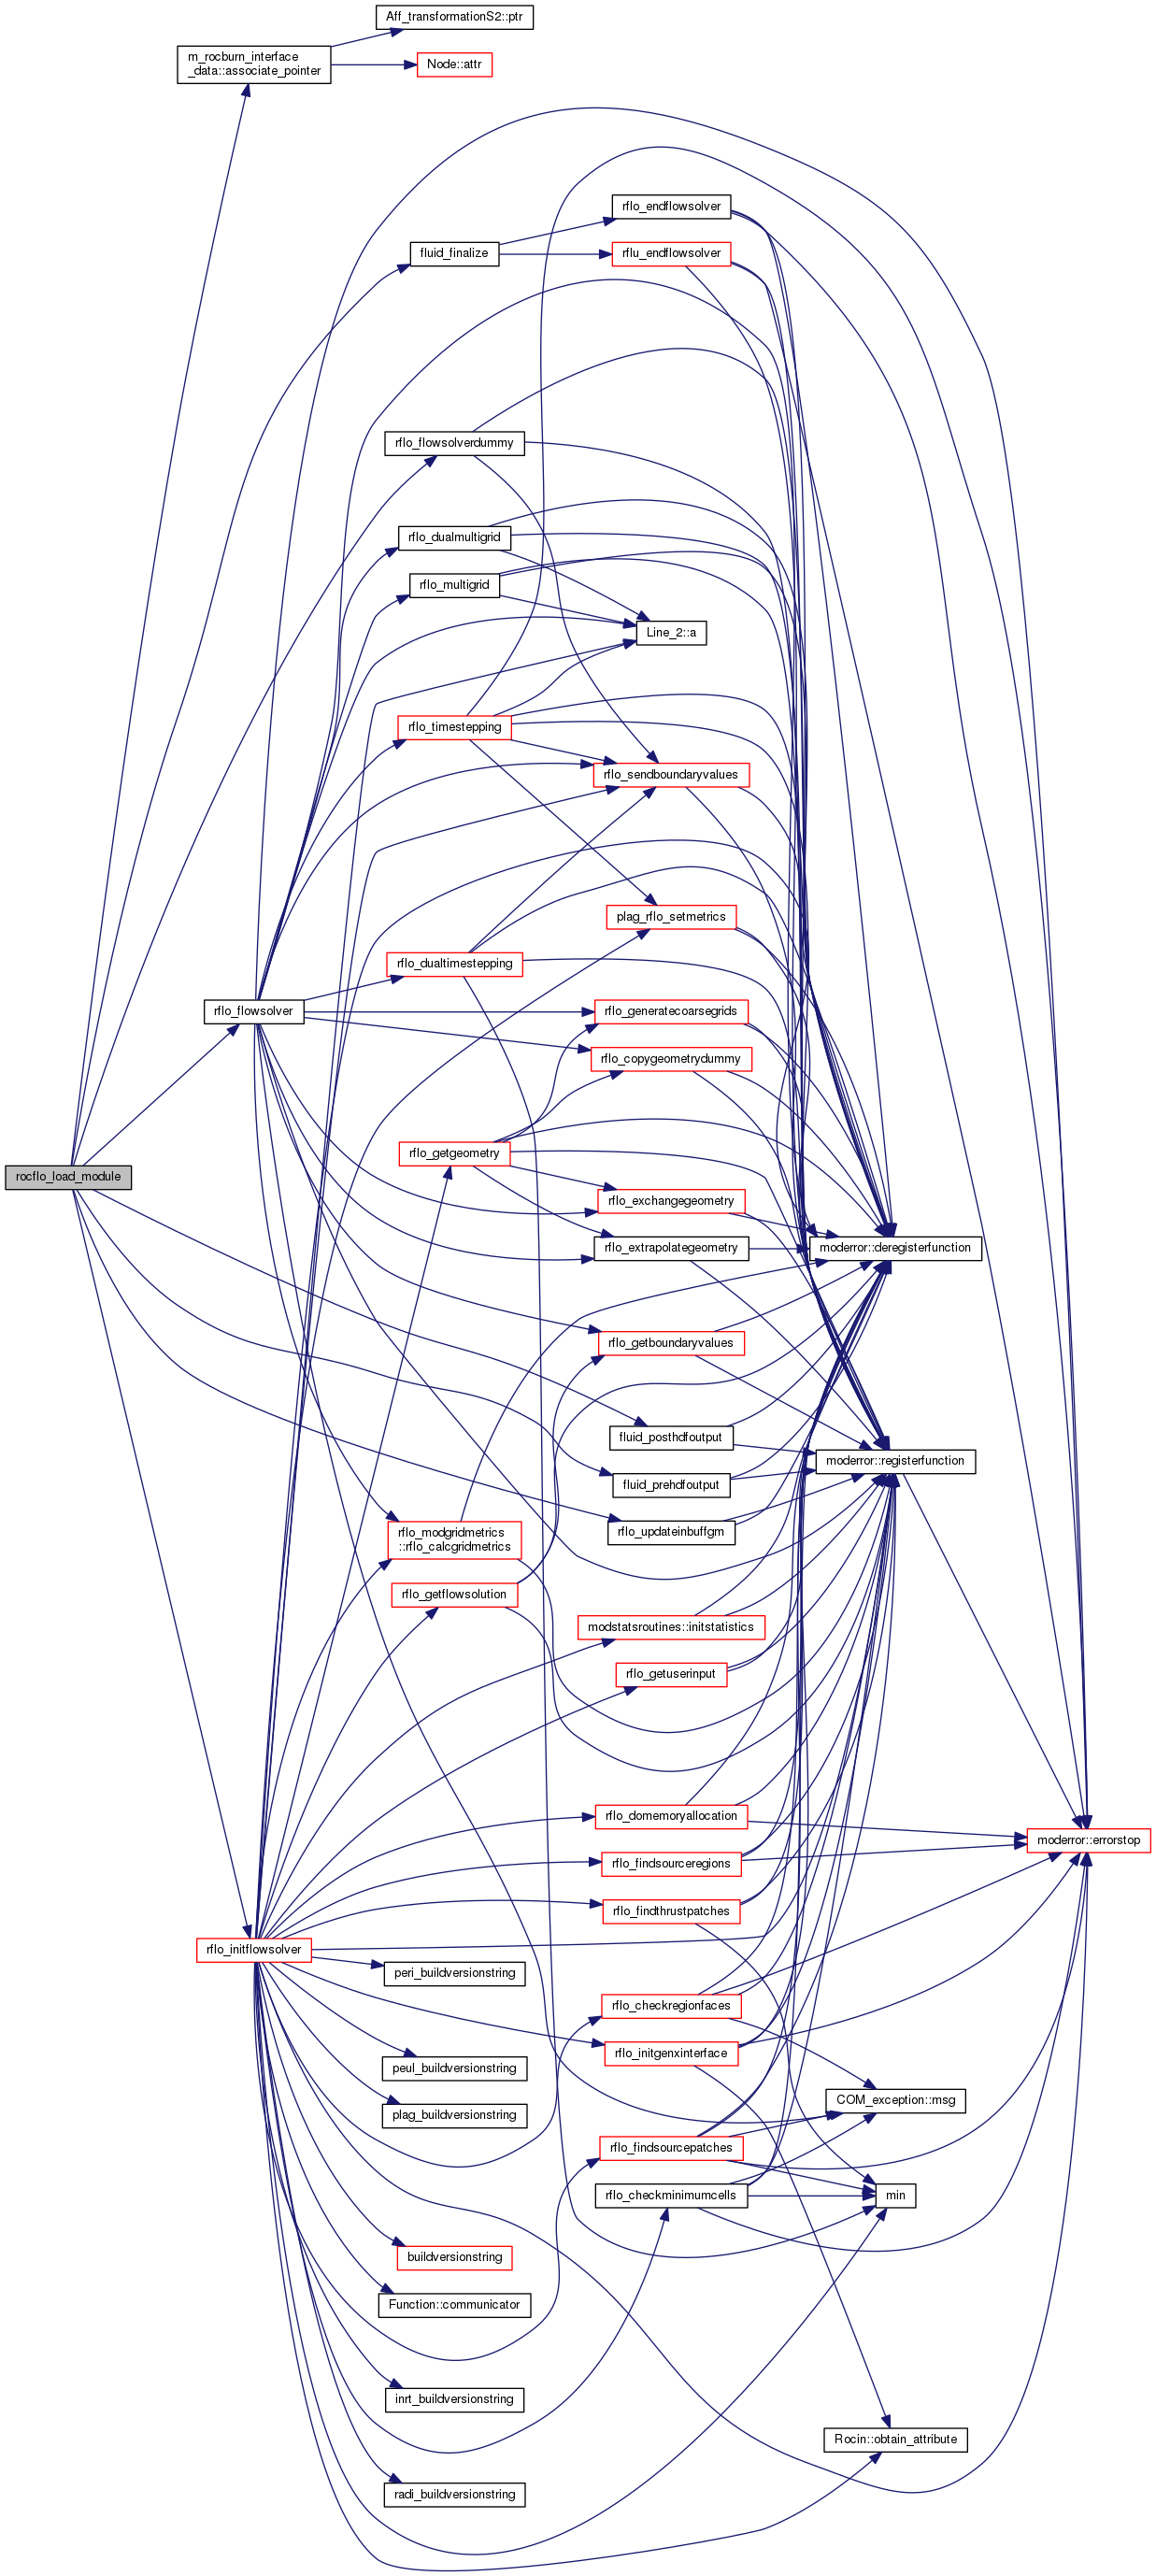 Aff_transformationS2::ptr
m_rocburn_interface
_data::associate_pointer
Node::attr
rflo_endflowsolver
fluid_finalize
rflu_endflowsolver
rflo_flowsolverdummy
rflo_dualmultigrid
rflo_multigrid
Line_2::a
rflo_timestepping
rflo_sendboundaryvalues
plag_rflo_setmetrics
rflo_dualtimestepping
rflo_flowsolver
rflo_generatecoarsegrids
rflo_copygeometrydummy
rflo_getgeometry
rocflo_load_module
rflo_exchangegeometry
rflo_extrapolategeometry
moderror::deregisterfunction
rflo_getboundaryvalues
fluid_posthdfoutput
moderror::registerfunction
fluid_prehdfoutput
rflo_updateinbuffgm
rflo_modgridmetrics
::rflo_calcgridmetrics
rflo_getflowsolution
modstatsroutines::initstatistics
rflo_getuserinput
rflo_domemoryallocation
moderror::errorstop
rflo_findsourceregions
rflo_findthrustpatches
rflo_initflowsolver
peri_buildversionstring
rflo_checkregionfaces
rflo_initgenxinterface
peul_buildversionstring
COM_exception::msg
plag_buildversionstring
rflo_findsourcepatches
rflo_checkminimumcells
min
buildversionstring
Function::communicator
inrt_buildversionstring
Rocin::obtain_attribute
radi_buildversionstring